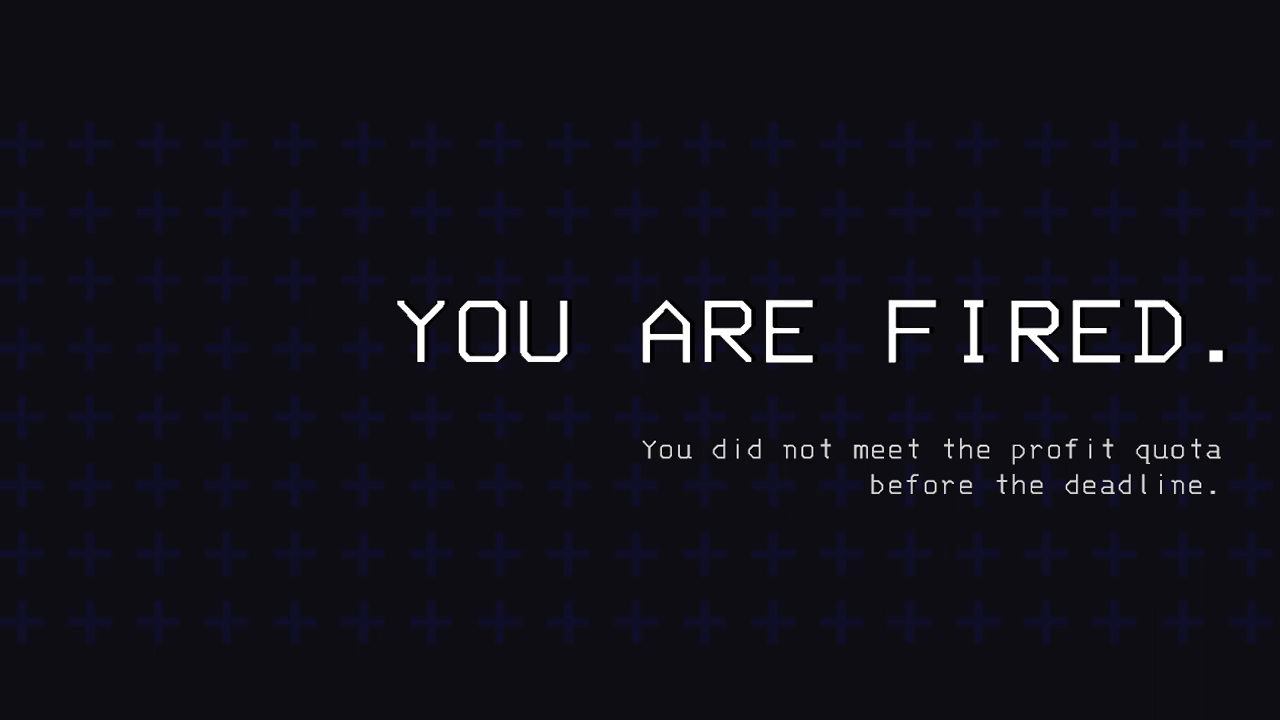 YOU ARE FIRED.
You did not meet the profit quota
before the deadline.